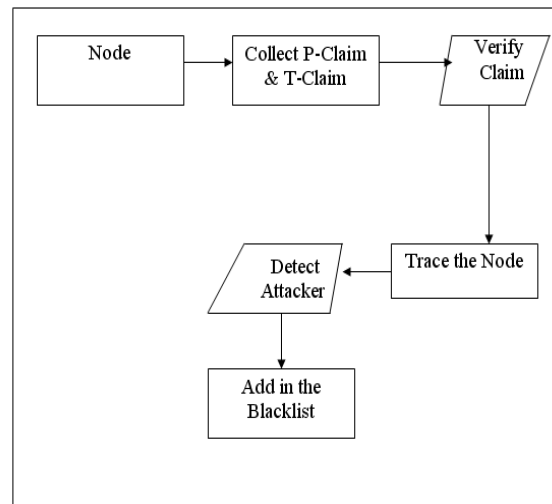 Node
Collect P-Claim
& T-Claim
Verify
Claim
Trace the Node
Detect
Attacker
Add in the
Blacklist